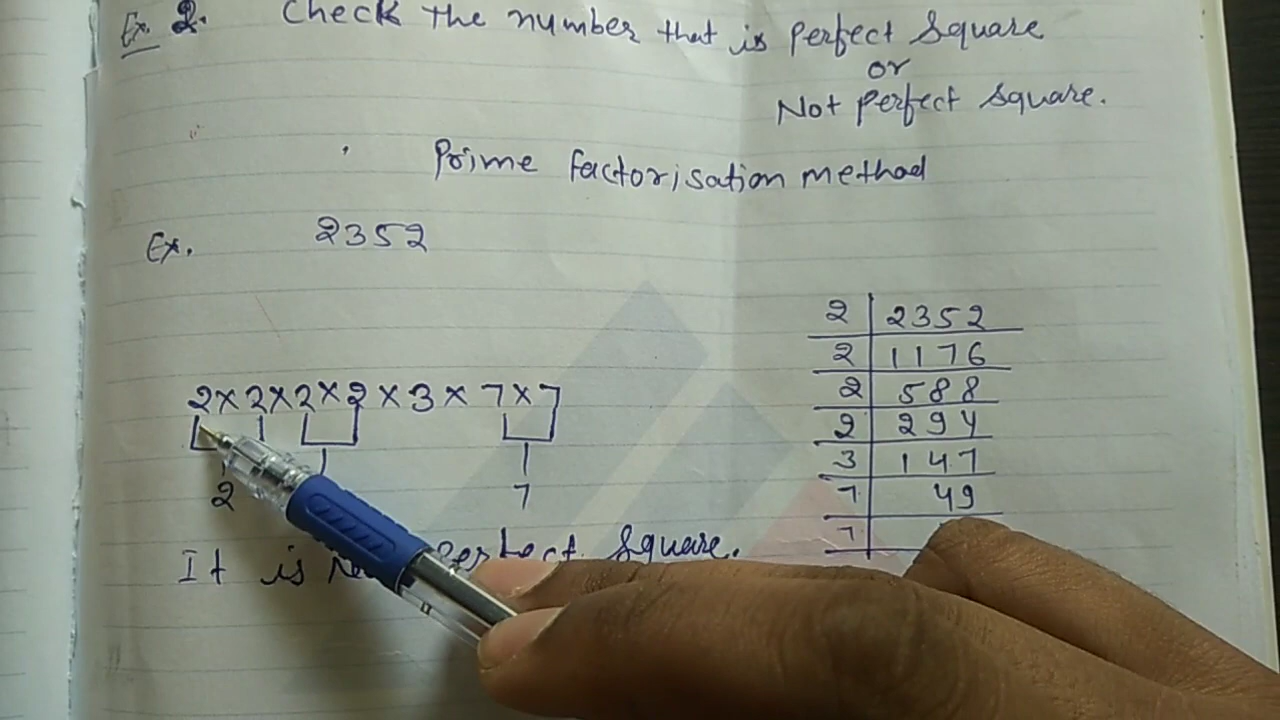 Ex. 2. Check the number that is Perfect Square
or
Not Perfect Square.
Prime factorisation method
Ex. 2352
2 × 2 × 2 × 2 × 3 × 7 × 7
2 7
It is Perfect Square.
2 | 2352
2 | 1176
2 | 588
2 | 294
3 | 147
7 | 49
7